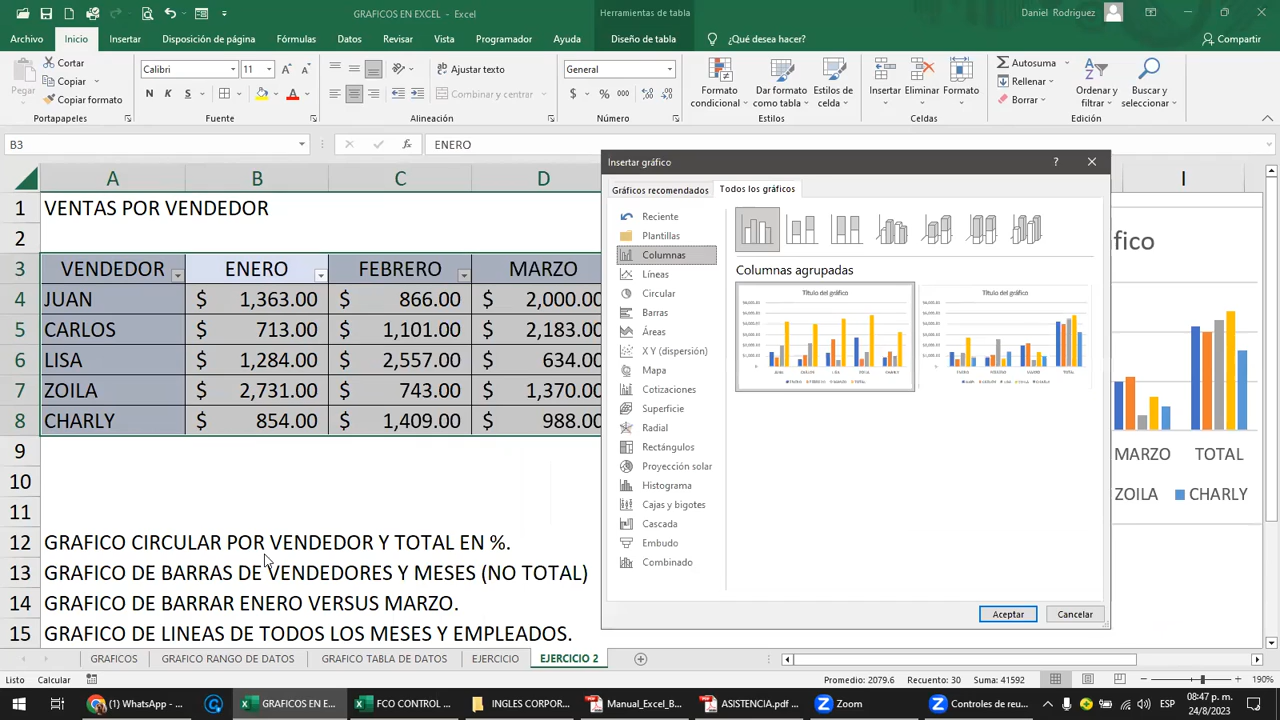 GRAFICOS EN EXCEL - Excel
Herramientas de tabla
Daniel Rodriguez
Archivo
Inicio
Insertar
Disposición de página
Fórmulas
Datos
Revisar
Vista
Programador
Ayuda
Diseño de tabla
¿Qué desea hacer?
Compartir
Pegar
Cortar
Copiar
Copiar formato
Portapapeles
Calibri
11
N K S
Fuente
Ajustar texto
Combinar y centrar
Alineación
General
$ % 000
Número
Formato condicional
Dar formato como tabla
Estilos de celda
Estilos
Insertar
Eliminar
Formato
Celdas
Autosuma
Rellenar
Borrar
Ordenar y filtrar
Buscar y seleccionar
Edición
B3
ENERO
A B C D I
1 VENTAS POR VENDEDOR
2
3 VENDEDOR ENERO FEBRERO MARZO
4 JUAN $ 1,363.00 $ 866.00 $ 2,000.00
5 CARLOS $ 713.00 $ 1,101.00 $ 2,183.00
6 LISA $ 1,284.00 $ 2,557.00 $ 634.00
7 ZOILA $ 2,731.00 $ 743.00 $ 1,370.00
8 CHARLY $ 854.00 $ 1,409.00 $ 988.00
9
10
11
12 GRAFICO CIRCULAR POR VENDEDOR Y TOTAL EN %.
13 GRAFICO DE BARRAS DE VENDEDORES Y MESES (NO TOTAL)
14 GRAFICO DE BARRAR ENERO VERSUS MARZO.
15 GRAFICO DE LINEAS DE TODOS LOS MESES Y EMPLEADOS.
Insertar gráfico
? ×
Gráficos recomendados
Todos los gráficos
Reciente
Plantillas
Columnas
Líneas
Circular
Barras
Áreas
X Y (dispersión)
Mapa
Cotizaciones
Superficie
Radial
Rectángulos
Proyección solar
Histograma
Cajas y bigotes
Cascada
Embudo
Combinado
Columnas agrupadas
Título del gráfico
Título del gráfico
Aceptar
Cancelar
fico
MARZO TOTAL
ZOILA CHARLY
GRAFICOS
GRAFICO RANGO DE DATOS
GRAFICO TABLA DE DATOS
EJERCICIO
EJERCICIO 2
Listo
Calcular
Promedio: 2079.6
Recuento: 30
Suma: 41592
190%
(1) WhatsApp - ...
GRAFICOS EN E...
FCO CONTROL ...
INGLES CORPOR...
Manual_Excel_B...
ASISTENCIA.pdf ...
Zoom
Controles de reu...
ESP
08:47 p. m.
24/8/2023